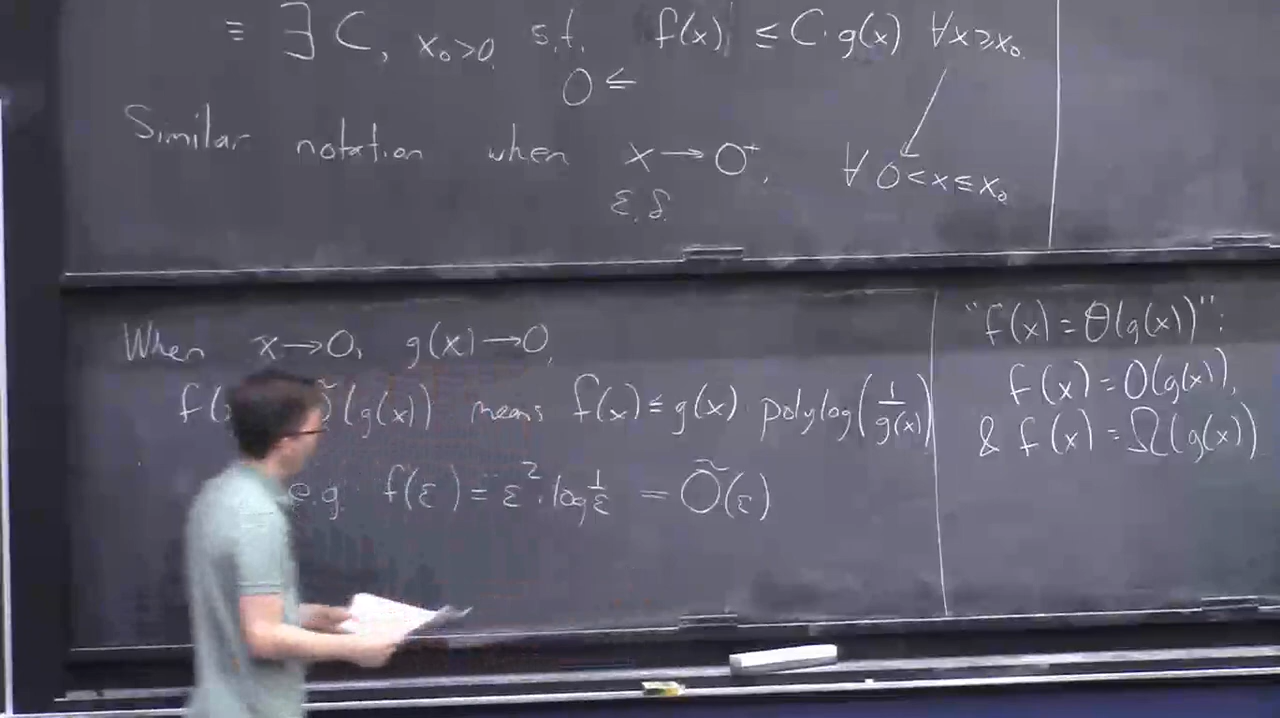 ≡ ∃ C, x₀>0 s.t. f(x) ≤ C·g(x) ∀x≥x₀.
0 ≤
Similar notation when x→0⁺, ∀ 0<x≤x₀
ε, δ
When x→0, g(x)→0,
f( Õ(g(x)) means f(x) ≤ g(x)·polylog(1/g(x))
e.g. f(ε) = ε²·log 1/ε = Õ(ε)
"f(x) = Θ(g(x))":
f(x) = O(g(x)),
& f(x) = Ω(g(x))